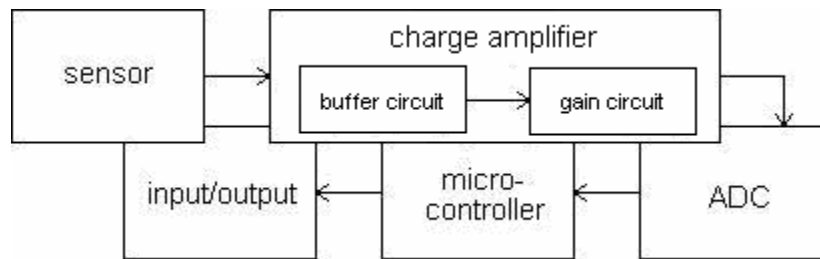 sensor
charge amplifier
buffer circuit
gain circuit
input/output
micro-
controller
ADC